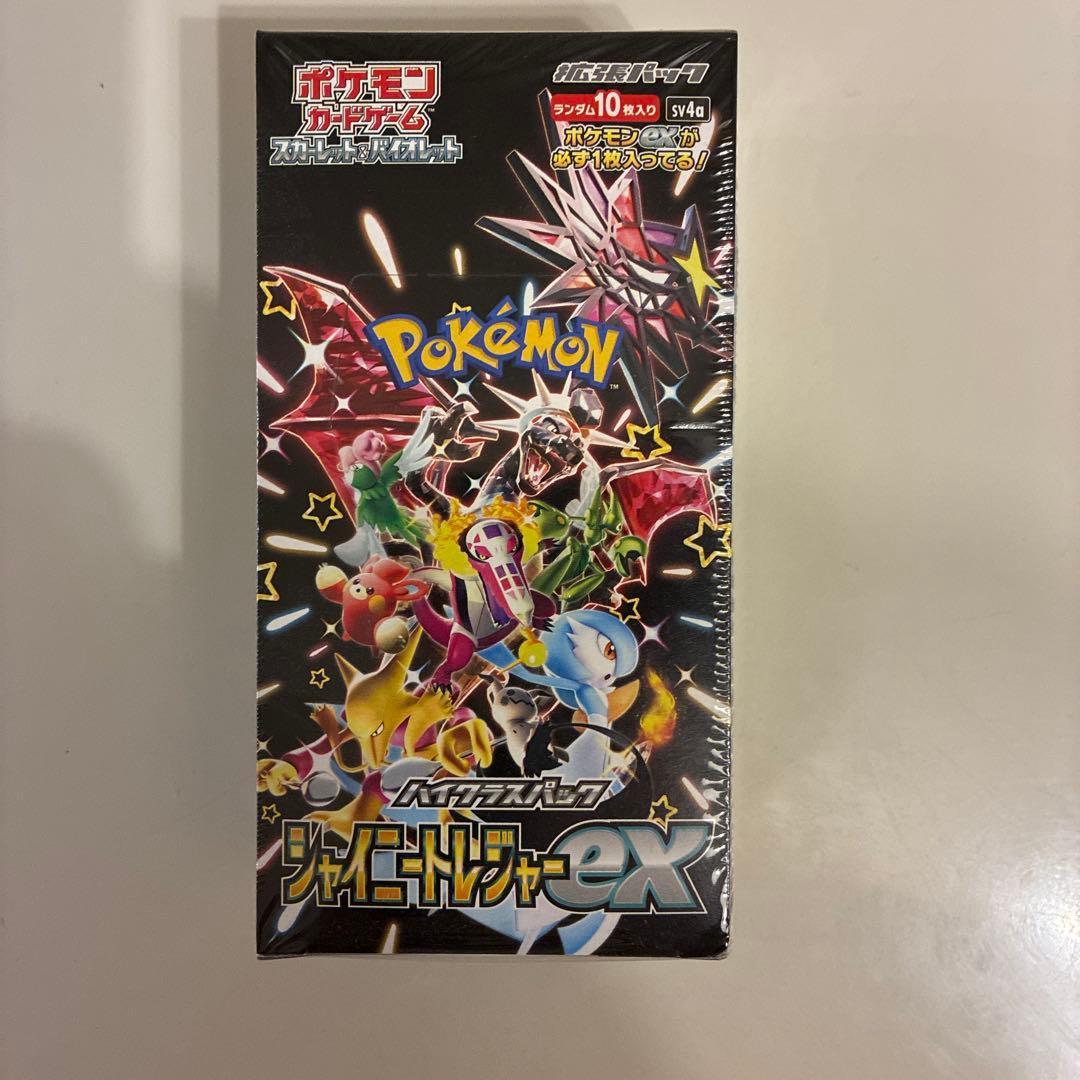 ポケモン
カードゲーム™
スカーレット&バイオレット
拡張パック
ランダム10枚入り
SV4a
ポケモンexが
必ず1枚入ってる!
POKéMON™
ハイクラスパック
シャイニートレジャーex